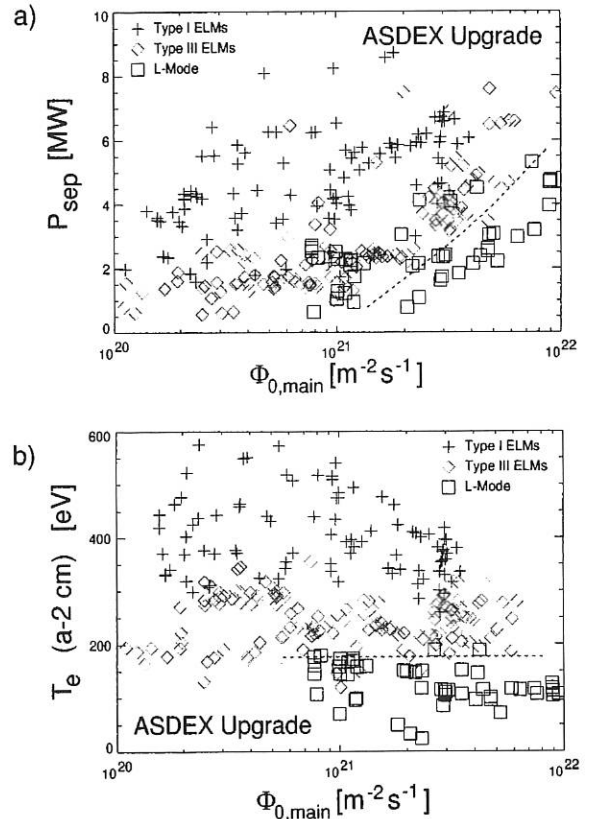 a)
+ Type I ELMs
◇ Type III ELMs
□ L-Mode
ASDEX Upgrade
P_sep [MW]
10
8
6
4
2
0
10^20
10^21
10^22
Φ_0,main [m^-2 s^-1]
b)
+ Type I ELMs
◇ Type III ELMs
□ L-Mode
T_e (a-2 cm) [eV]
600
400
200
0
ASDEX Upgrade
10^20
10^21
10^22
Φ_0,main [m^-2 s^-1]